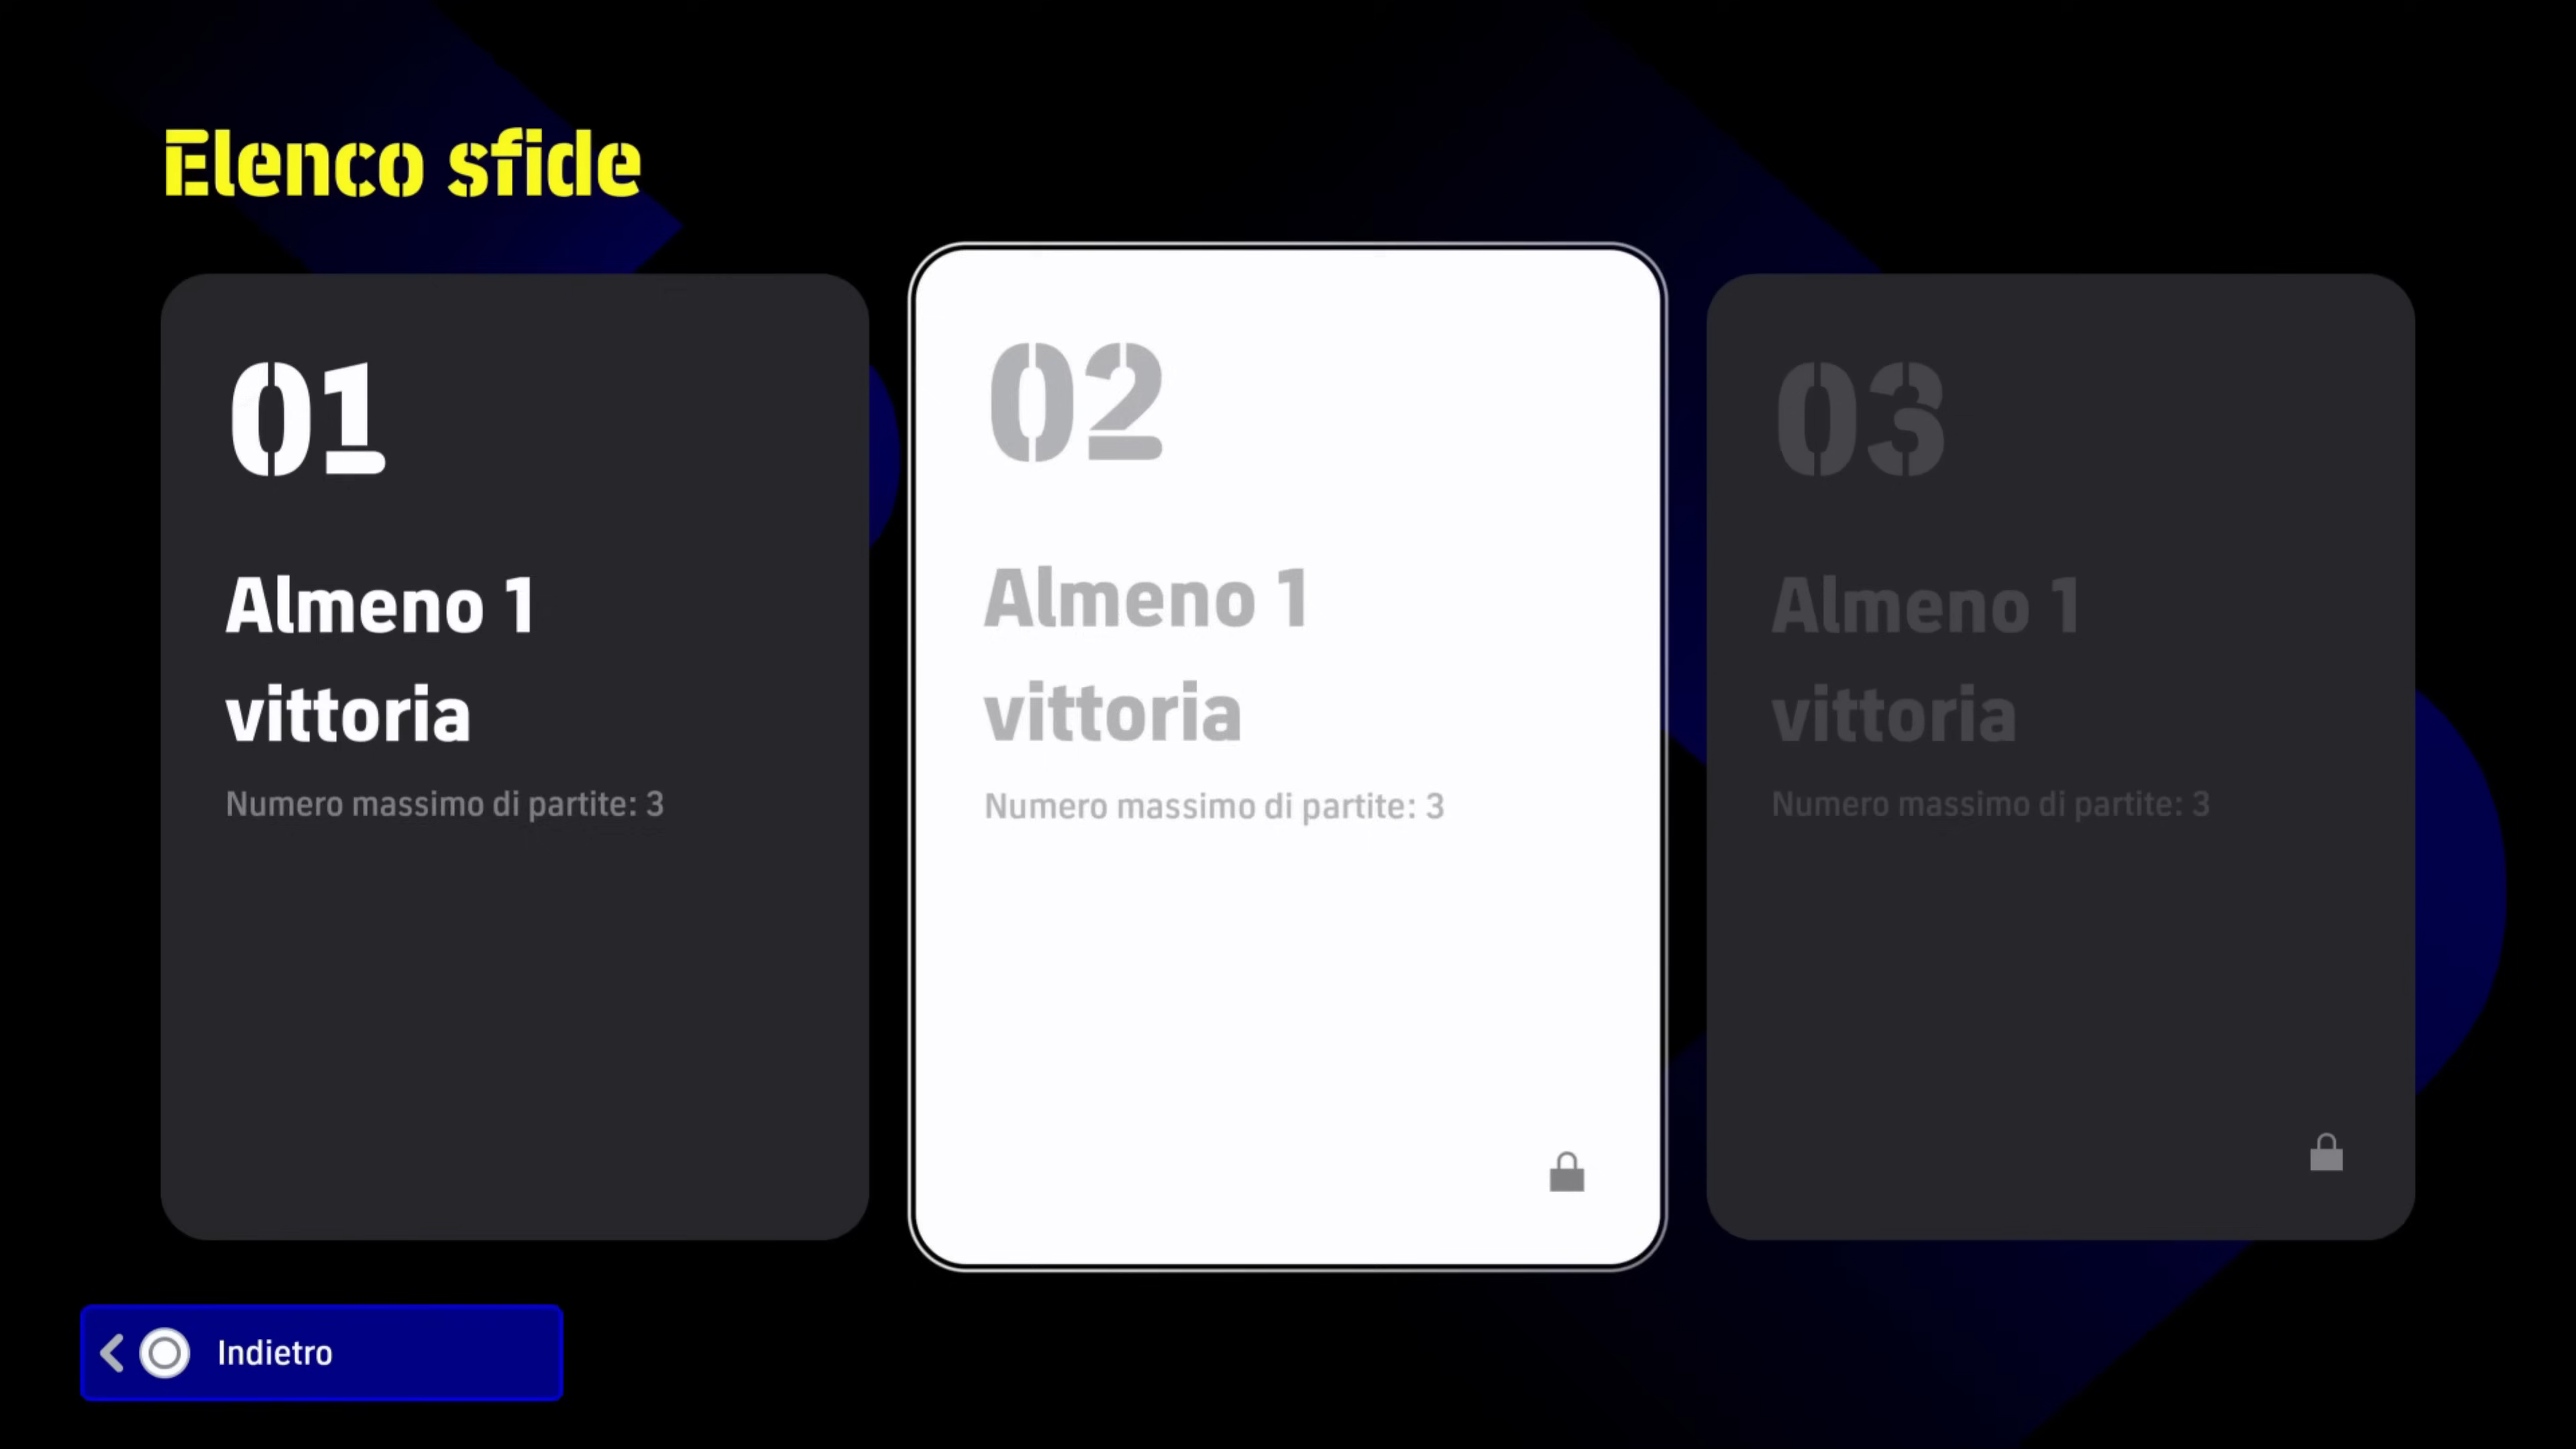 Elenco sfide
01
Almeno 1
vittoria
Numero massimo di partite: 3
02
Almeno 1
vittoria
Numero massimo di partite: 3
03
Almeno 1
vittoria
Numero massimo di partite: 3
Indietro